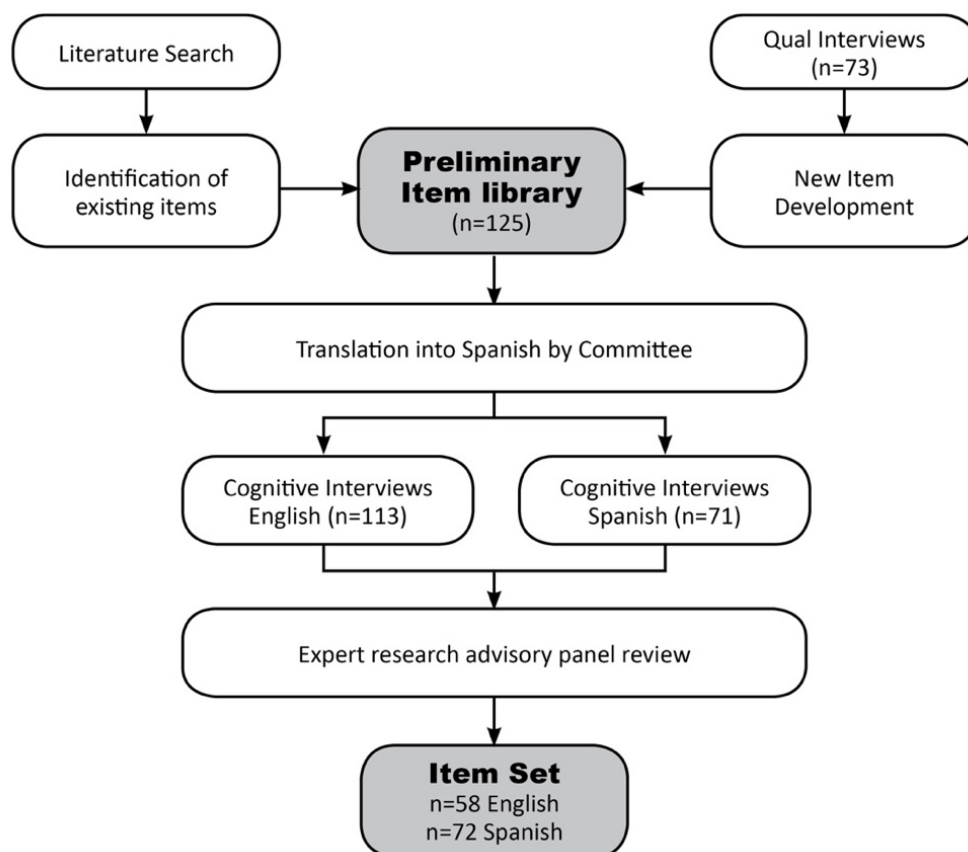 Literature Search
Qual Interviews
(n=73)
Identification of
existing items
Preliminary
Item library
(n=125)
New Item
Development
Translation into Spanish by Committee
Cognitive Interviews
English (n=113)
Cognitive Interviews
Spanish (n=71)
Expert research advisory panel review
Item Set
n=58 English
n=72 Spanish